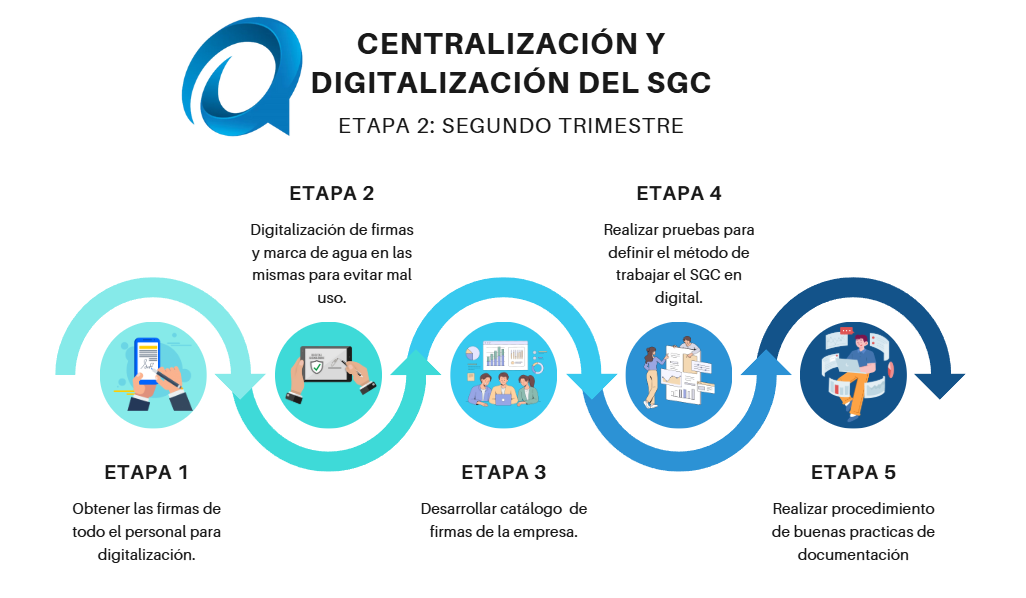 CENTRALIZACIÓN Y
DIGITALIZACIÓN DEL SGC
ETAPA 2: SEGUNDO TRIMESTRE
ETAPA 1
Obtener las firmas de
todo el personal para
digitalización.
ETAPA 2
Digitalización de firmas
y marca de agua en las
mismas para evitar mal
uso.
ETAPA 3
Desarrollar catálogo de
firmas de la empresa.
ETAPA 4
Realizar pruebas para
definir el método de
trabajar el SGC en
digital.
ETAPA 5
Realizar procedimiento
de buenas practicas de
documentación